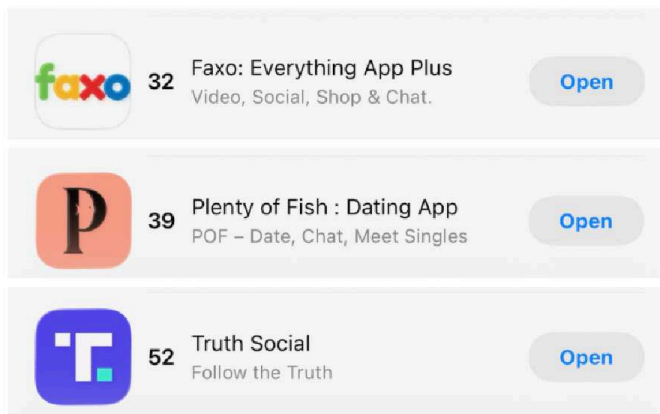 faxo
32
Faxo: Everything App Plus
Video, Social, Shop & Chat.
Open
P
39
Plenty of Fish : Dating App
POF – Date, Chat, Meet Singles
Open
T.
52
Truth Social
Follow the Truth
Open